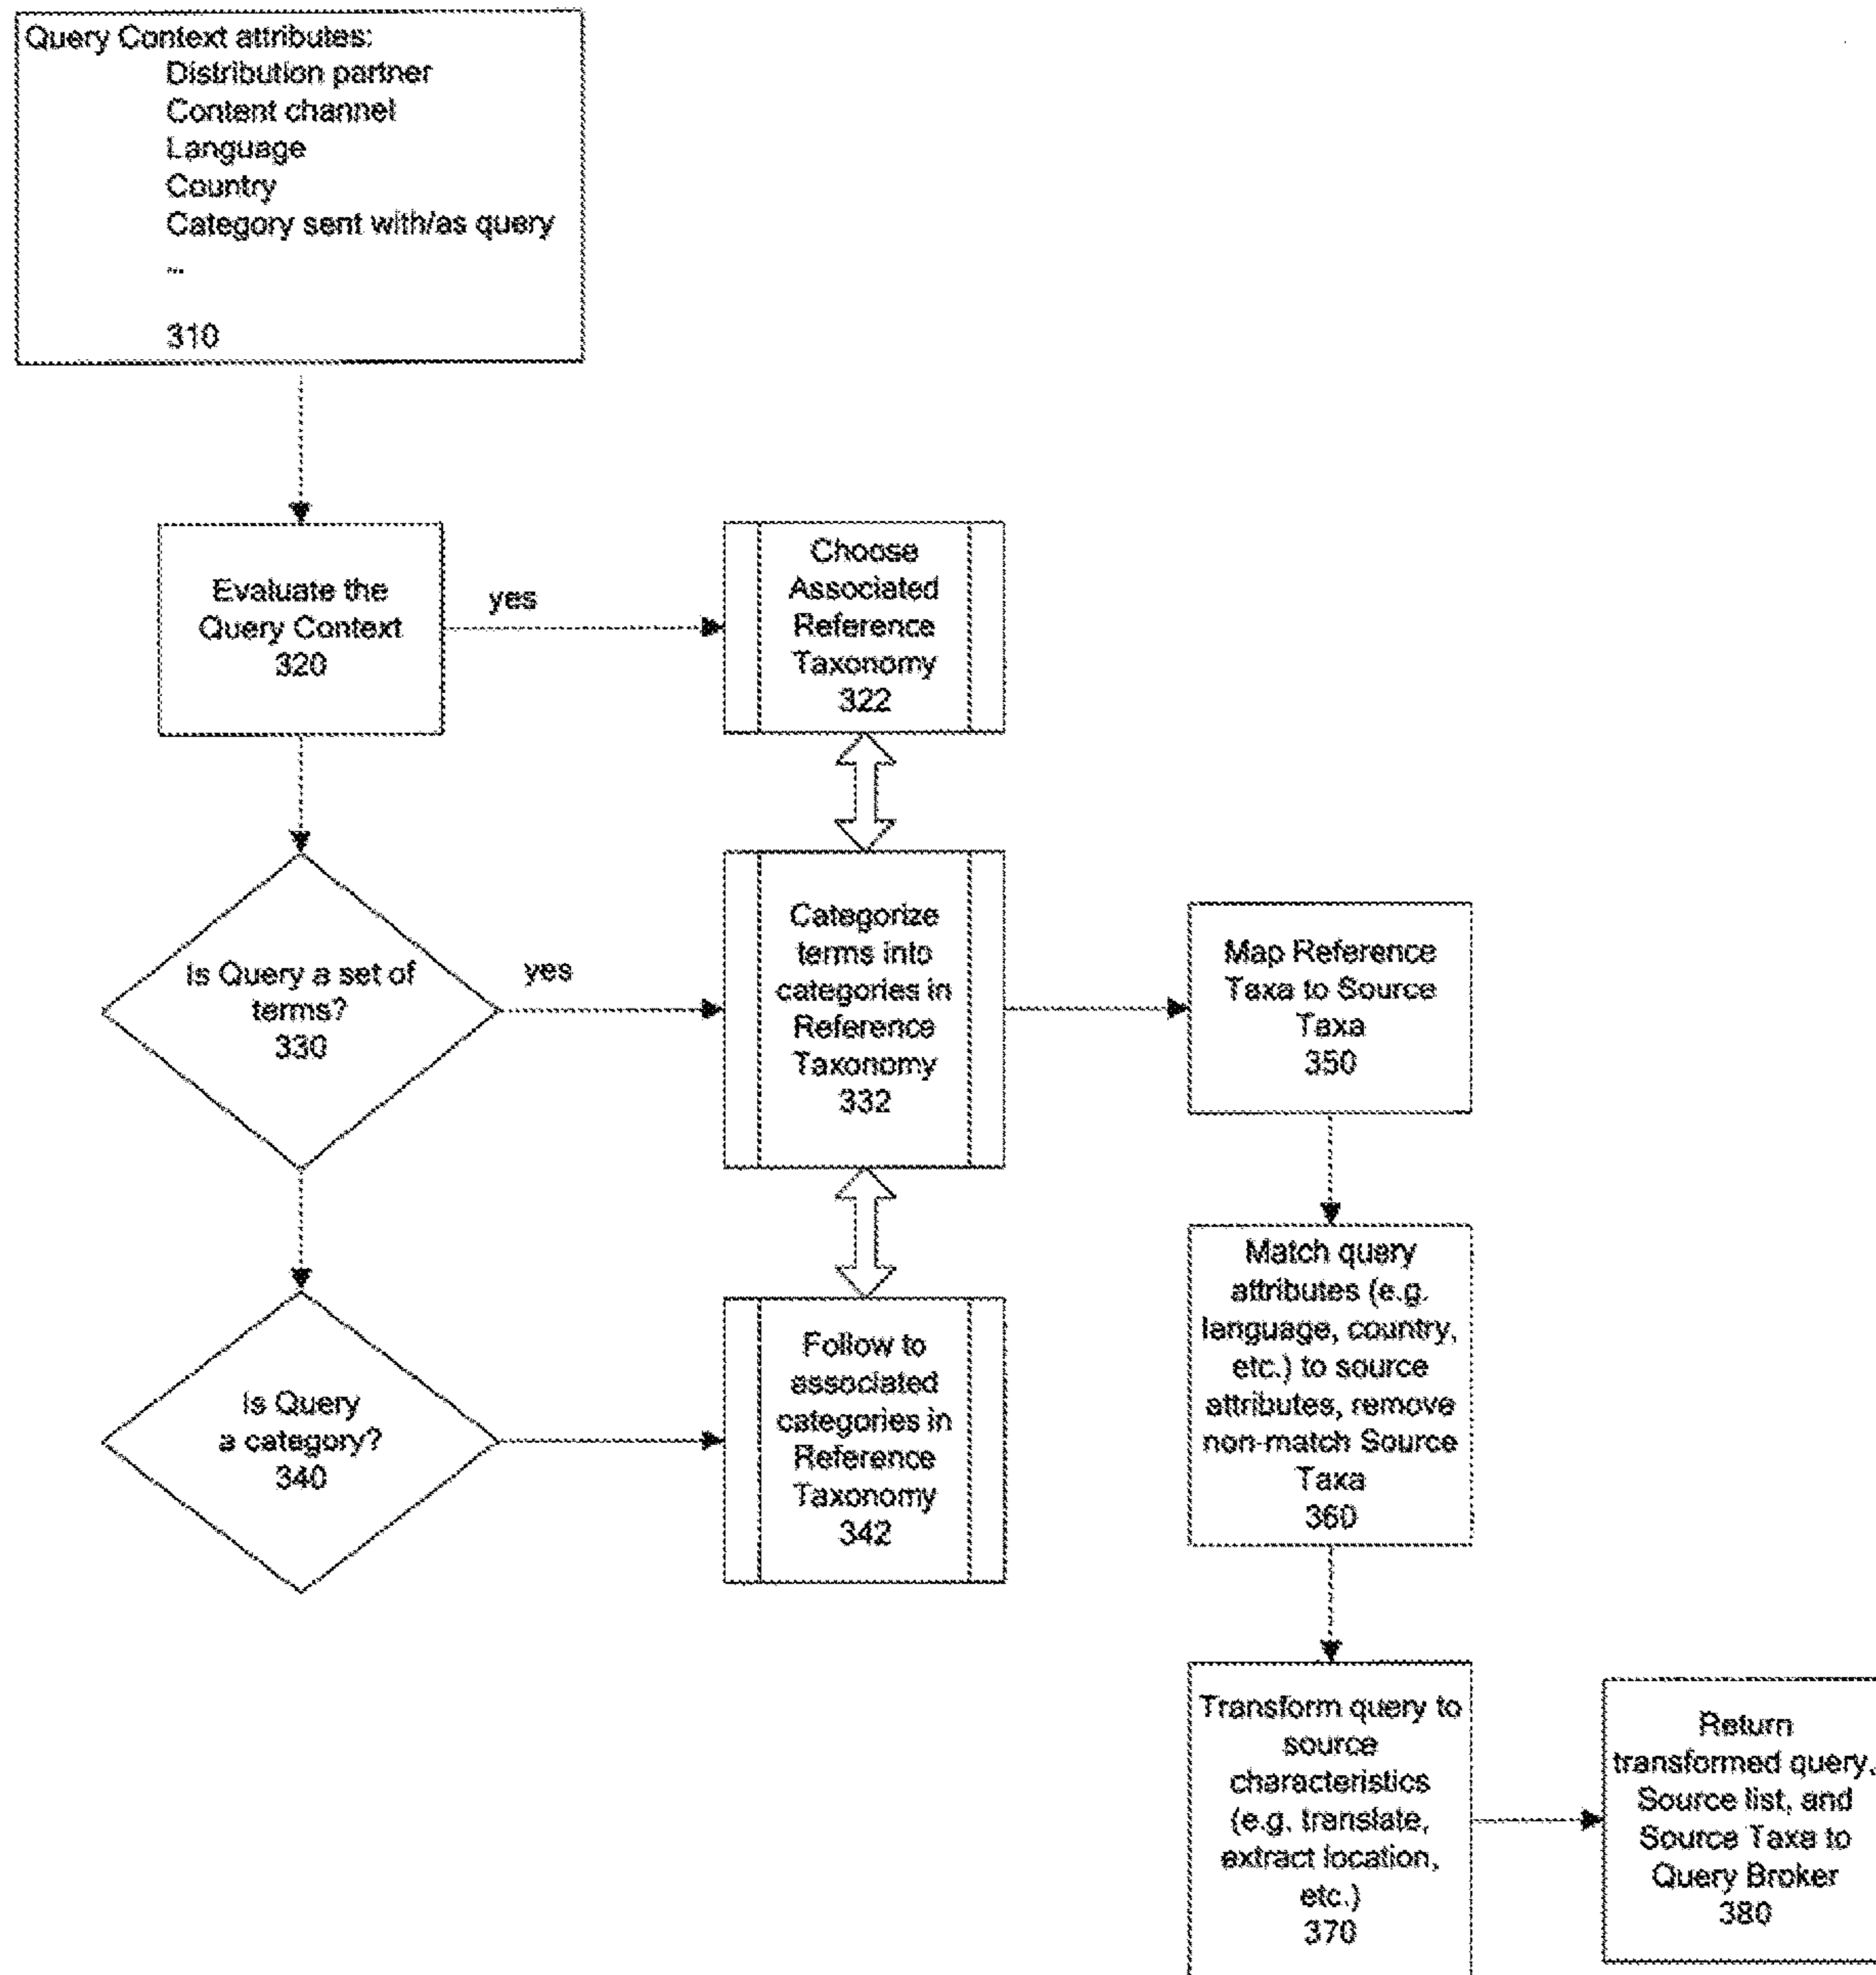 Query Context attributes:
Distribution partner
Content channel
Language
Country
Category sent with/as query
...
310
Evaluate the
Query Context
320
yes
Choose
Associated
Reference
Taxonomy
322
Is Query a set of
terms?
330
yes
Categorize
terms into
categories in
Reference
Taxonomy
332
Map Reference
Taxa to Source
Taxa
350
Is Query
a category?
340
Follow to
associated
categories in
Reference
Taxonomy
342
Match query
attributes (e.g.
language, country,
etc.) to source
attributes, remove
non-match Source
Taxa
360
Transform query to
source
characteristics
(e.g. translate,
extract location,
etc.)
370
Return
transformed query,
Source list, and
Source Taxa to
Query Broker
380